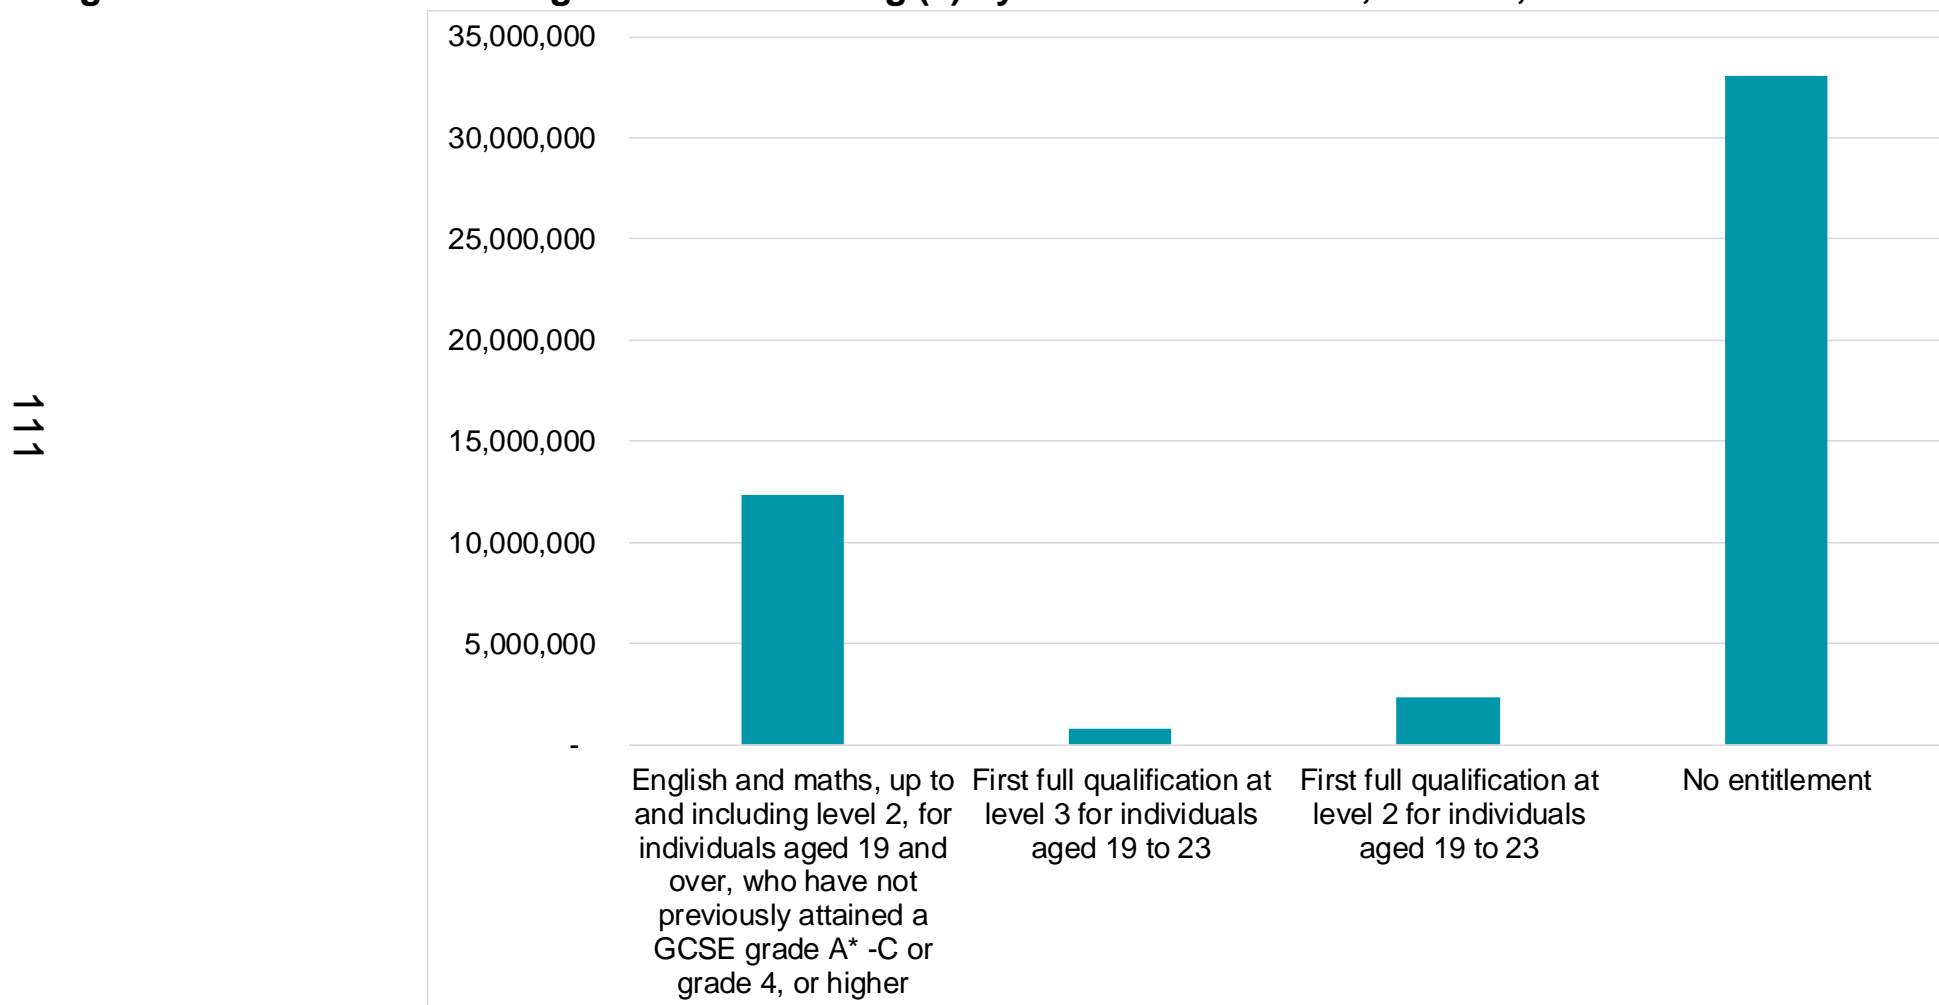 35,000,000
30,000,000
25,000,000
20,000,000
15,000,000
10,000,000
5,000,000
-
English and maths, up to
and including level 2, for
individuals aged 19 and
over, who have not
previously attained a
GCSE grade A* -C or
grade 4, or higher
First full qualification at
level 3 for individuals
aged 19 to 23
First full qualification at
level 2 for individuals
aged 19 to 23
No entitlement
111